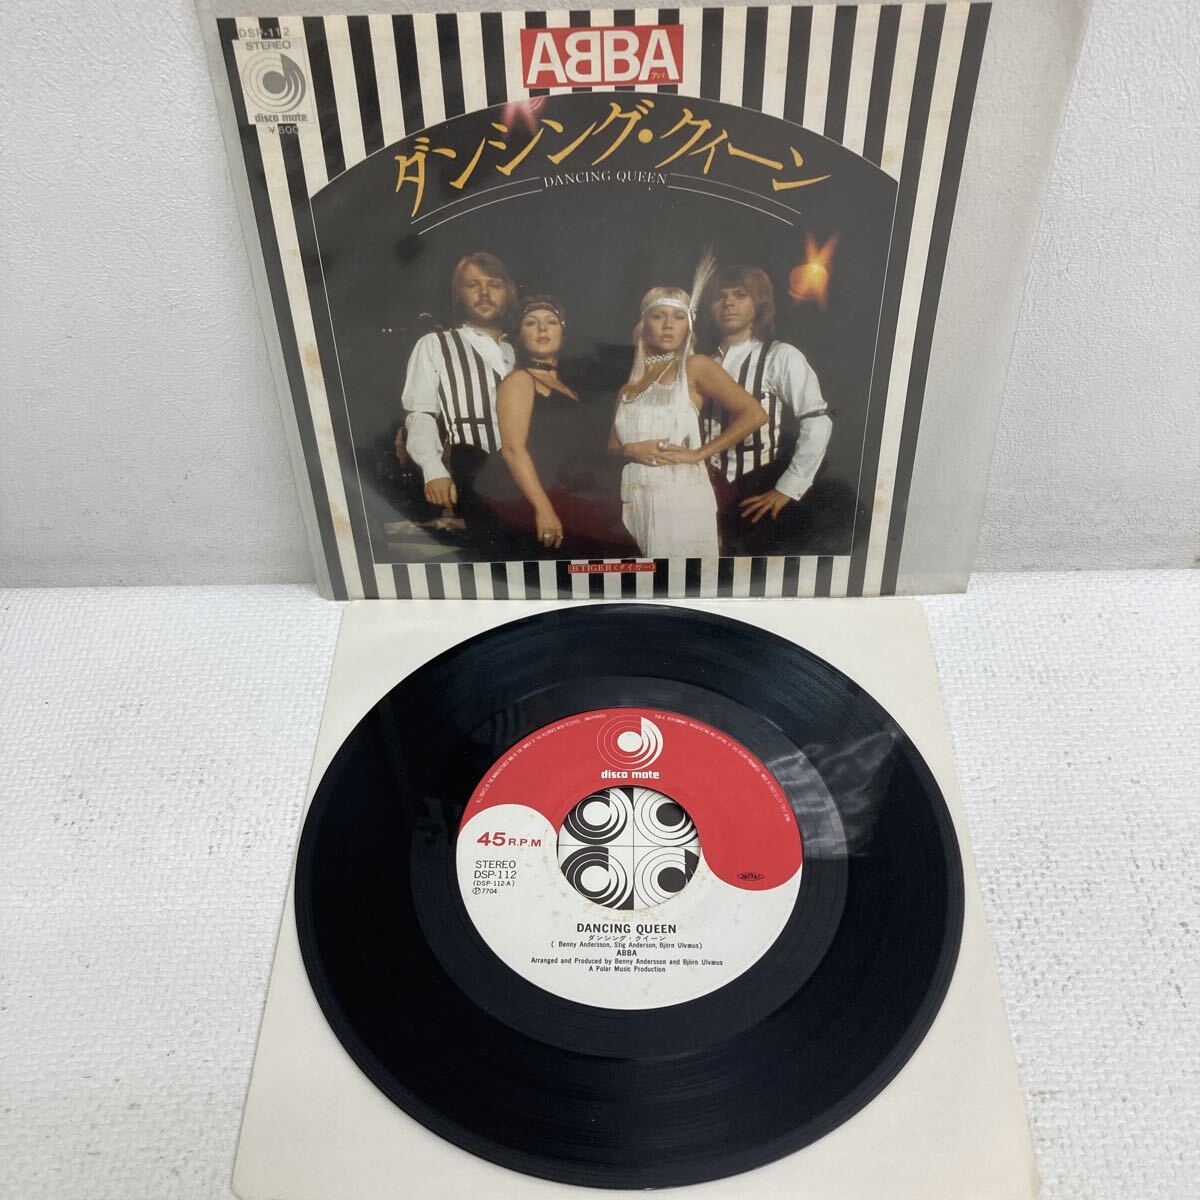 DSP-112
STEREO
disco mate
¥600
ABBA
アバ
ダンシング・クィーン
DANCING QUEEN
B.TIGER<タイガー>
disco mate
45 R.P.M
STEREO
DSP-112
(DSP-112-A)
Ⓟ7704
DANCING QUEEN
ダンシング・クイーン
( Benny Andersson, Stig Anderson, Björn Ulvæus)
ABBA
Arranged and Produced by Benny Andersson and Björn Ulvæus
A Polar Music Production